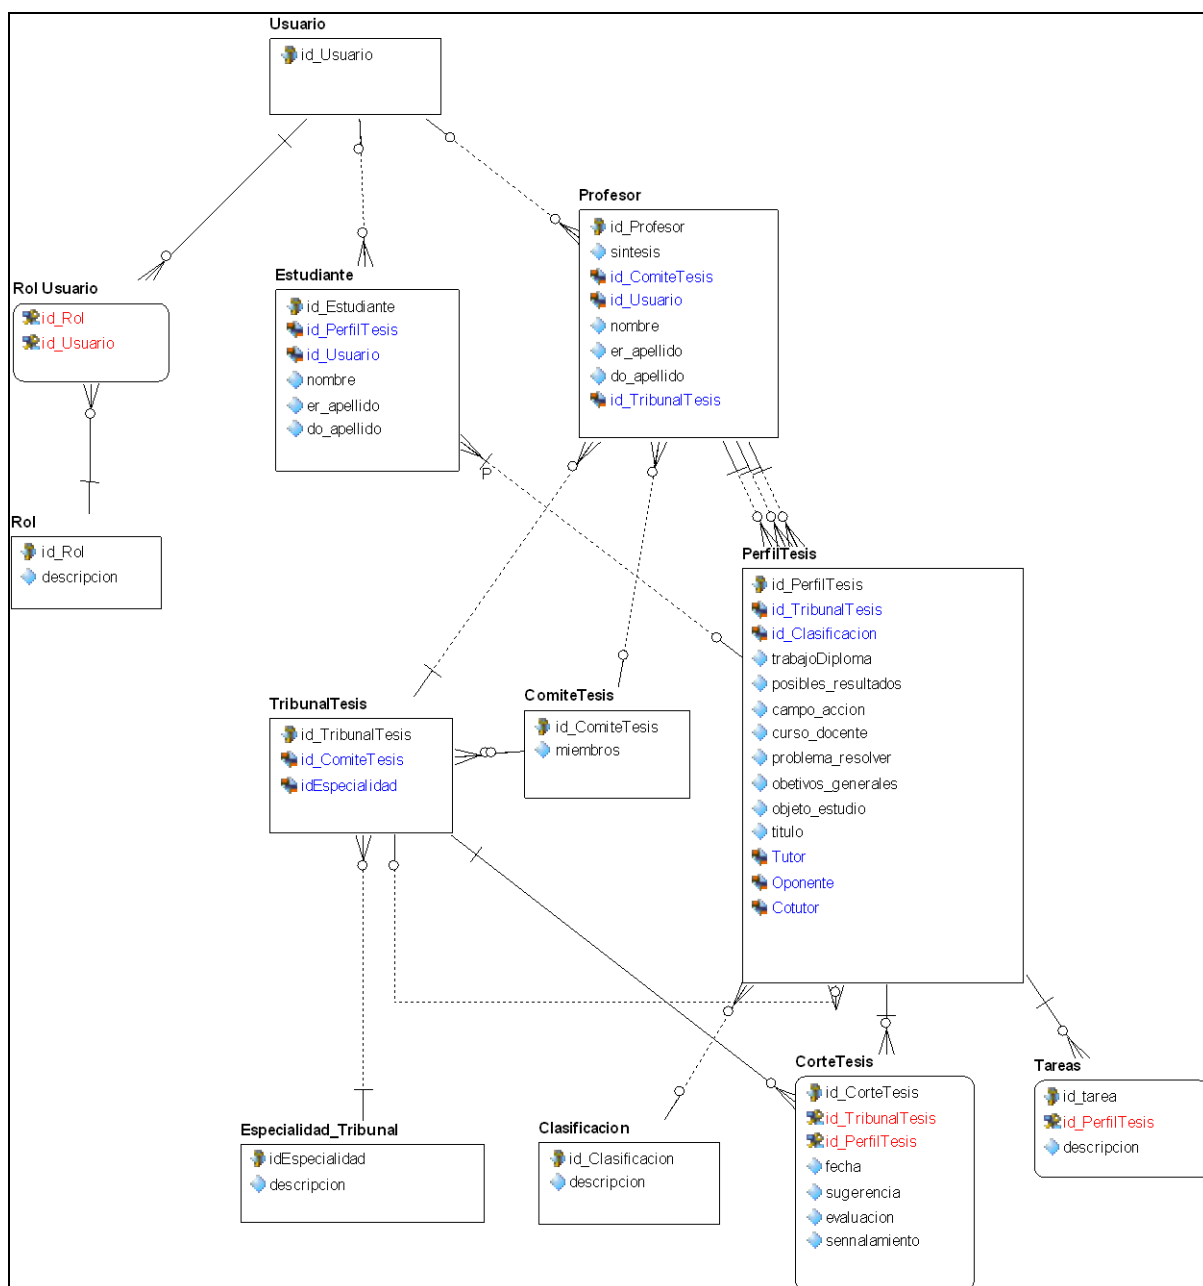 Usuario
id_Usuario
Profesor
id_Profesor
sintesis
id_ComiteTesis
id_Usuario
nombre
er_apellido
do_apellido
id_TribunalTesis
Estudiante
id_Estudiante
id_PerfilTesis
id_Usuario
nombre
er_apellido
do_apellido
Rol Usuario
id_Rol
id_Usuario
P
Rol
id_Rol
descripcion
PerfilTesis
id_PerfilTesis
id_TribunalTesis
id_Clasificacion
trabajoDiploma
posibles_resultados
campo_accion
curso_docente
problema_resolver
obetivos_generales
objeto_estudio
titulo
Tutor
Oponente
Cotutor
TribunalTesis
id_TribunalTesis
id_ComiteTesis
idEspecialidad
ComiteTesis
id_ComiteTesis
miembros
Especialidad_Tribunal
idEspecialidad
descripcion
Clasificacion
id_Clasificacion
descripcion
CorteTesis
id_CorteTesis
id_TribunalTesis
id_PerfilTesis
fecha
sugerencia
evaluacion
sennalamiento
Tareas
id_tarea
id_PerfilTesis
descripcion